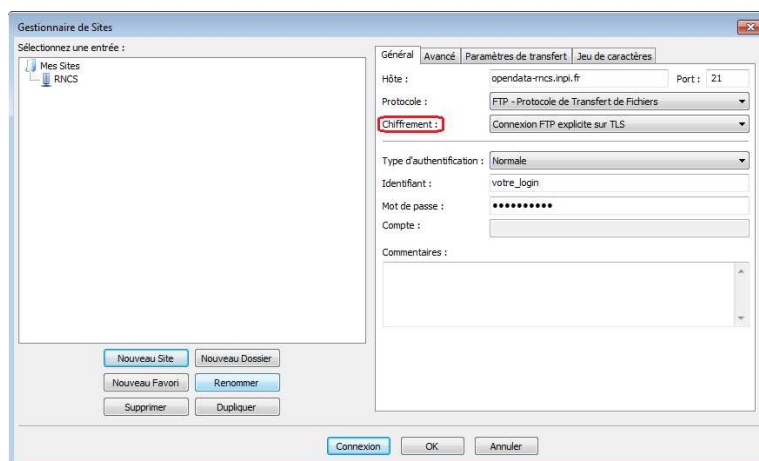 Gestionnaire de Sites
Sélectionnez une entrée :
Mes Sites
RNCS
Nouveau Site
Nouveau Dossier
Nouveau Favori
Renommer
Supprimer
Dupliquer
Général
Avancé
Paramètres de transfert
Jeu de caractères
Hôte :
opendata-rncs.inpi.fr
Port :
21
Protocole :
FTP - Protocole de Transfert de Fichiers
Chiffrement :
Connexion FTP explicite sur TLS
Type d'authentification :
Normale
Identifiant :
votre_login
Mot de passe :
●●●●●●●●●●
Compte :
Commentaires :
Connexion
OK
Annuler